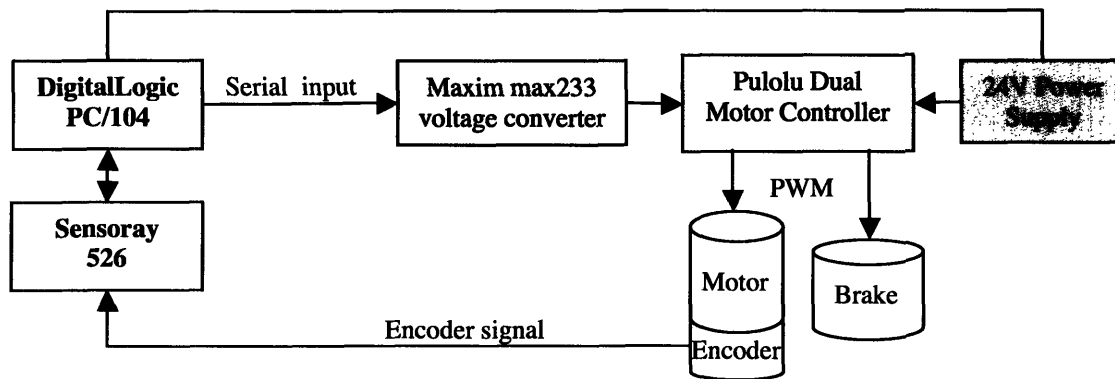 DigitalLogic
PC/104
Serial input
Maxim max233
voltage converter
Pulolu Dual
Motor Controller
24V Power
Supply
PWM
Sensoray
526
Motor
Brake
Encoder signal
Encoder